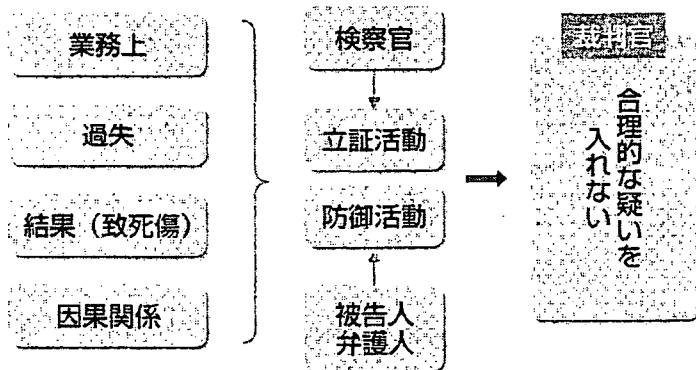 業務上
過失
結果（致死傷）
因果関係
検察官
立証活動
防御活動
被告人
弁護人
裁判官
合理的な疑いを
入れない